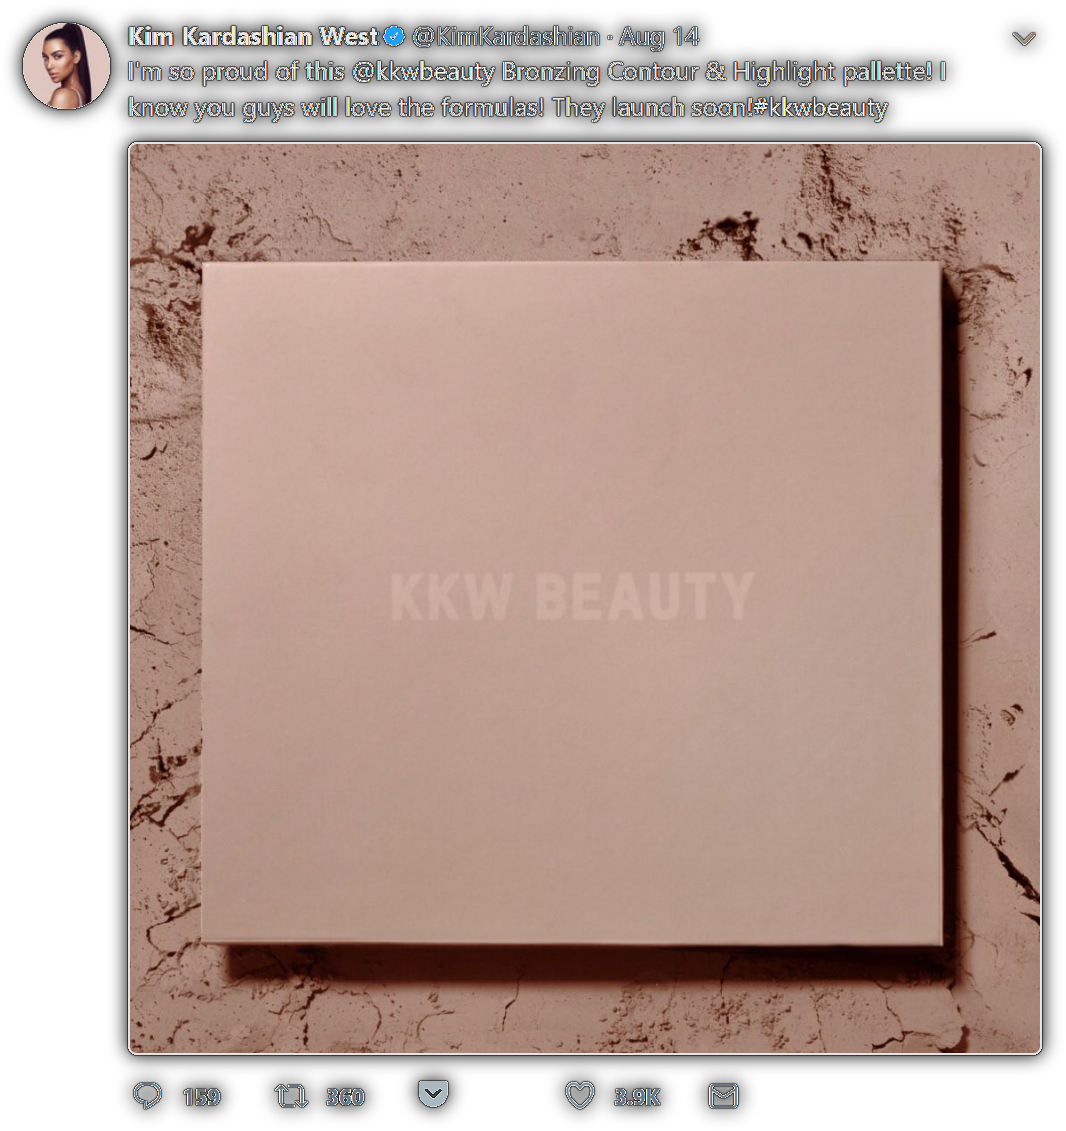 Kim Kardashian West @KimKardashian · Aug 14
I'm so proud of this @kkwbeauty Bronzing Contour & Highlight pallette! I
know you guys will love the formulas! They launch soon!#kkwbeauty
KKW BEAUTY
159 360 3.9K